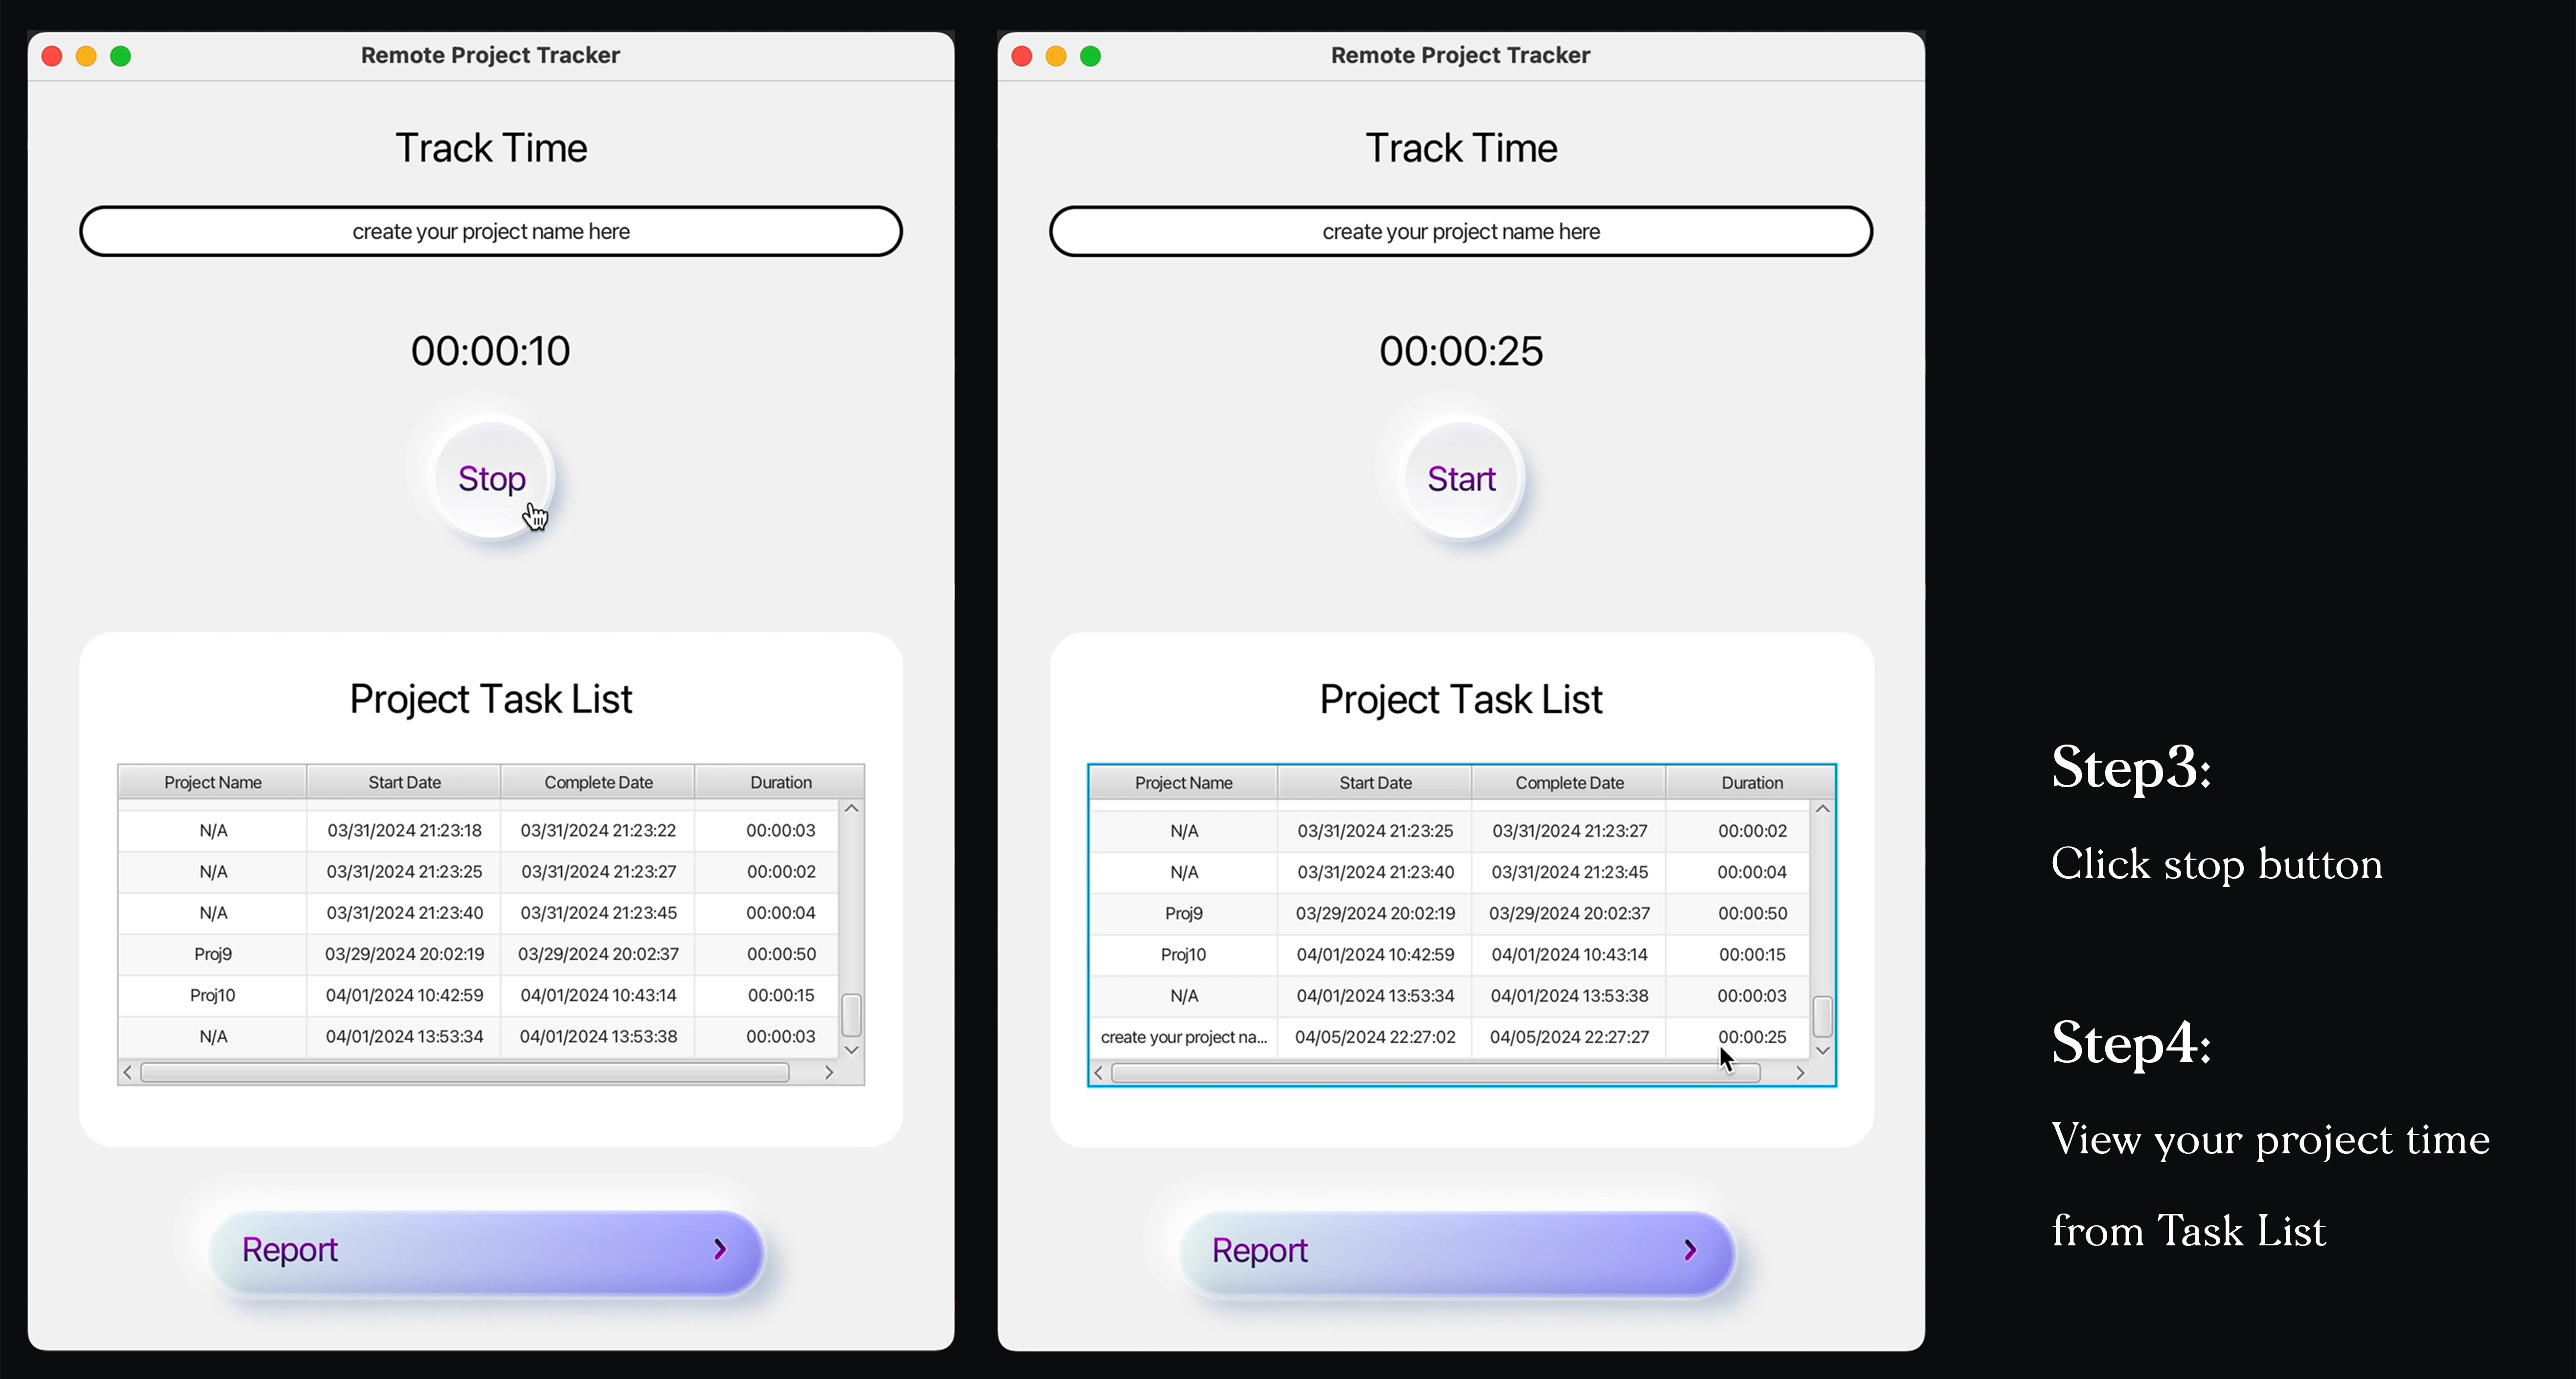 Remote Project Tracker
Track Time
create your project name here
00:00:10
Stop
Project Task List
Project Name Start Date Complete Date Duration
N/A 03/31/2024 21:23:18 03/31/2024 21:23:22 00:00:03
N/A 03/31/2024 21:23:25 03/31/2024 21:23:27 00:00:02
N/A 03/31/2024 21:23:40 03/31/2024 21:23:45 00:00:04
Proj9 03/29/2024 20:02:19 03/29/2024 20:02:37 00:00:50
Proj10 04/01/2024 10:42:59 04/01/2024 10:43:14 00:00:15
N/A 04/01/2024 13:53:34 04/01/2024 13:53:38 00:00:03
Report
Remote Project Tracker
Track Time
create your project name here
00:00:25
Start
Project Task List
Project Name Start Date Complete Date Duration
N/A 03/31/2024 21:23:25 03/31/2024 21:23:27 00:00:02
N/A 03/31/2024 21:23:40 03/31/2024 21:23:45 00:00:04
Proj9 03/29/2024 20:02:19 03/29/2024 20:02:37 00:00:50
Proj10 04/01/2024 10:42:59 04/01/2024 10:43:14 00:00:15
N/A 04/01/2024 13:53:34 04/01/2024 13:53:38 00:00:03
create your project na... 04/05/2024 22:27:02 04/05/2024 22:27:27 00:00:25
Report
Step3:
Click stop button
Step4:
View your project time
from Task List